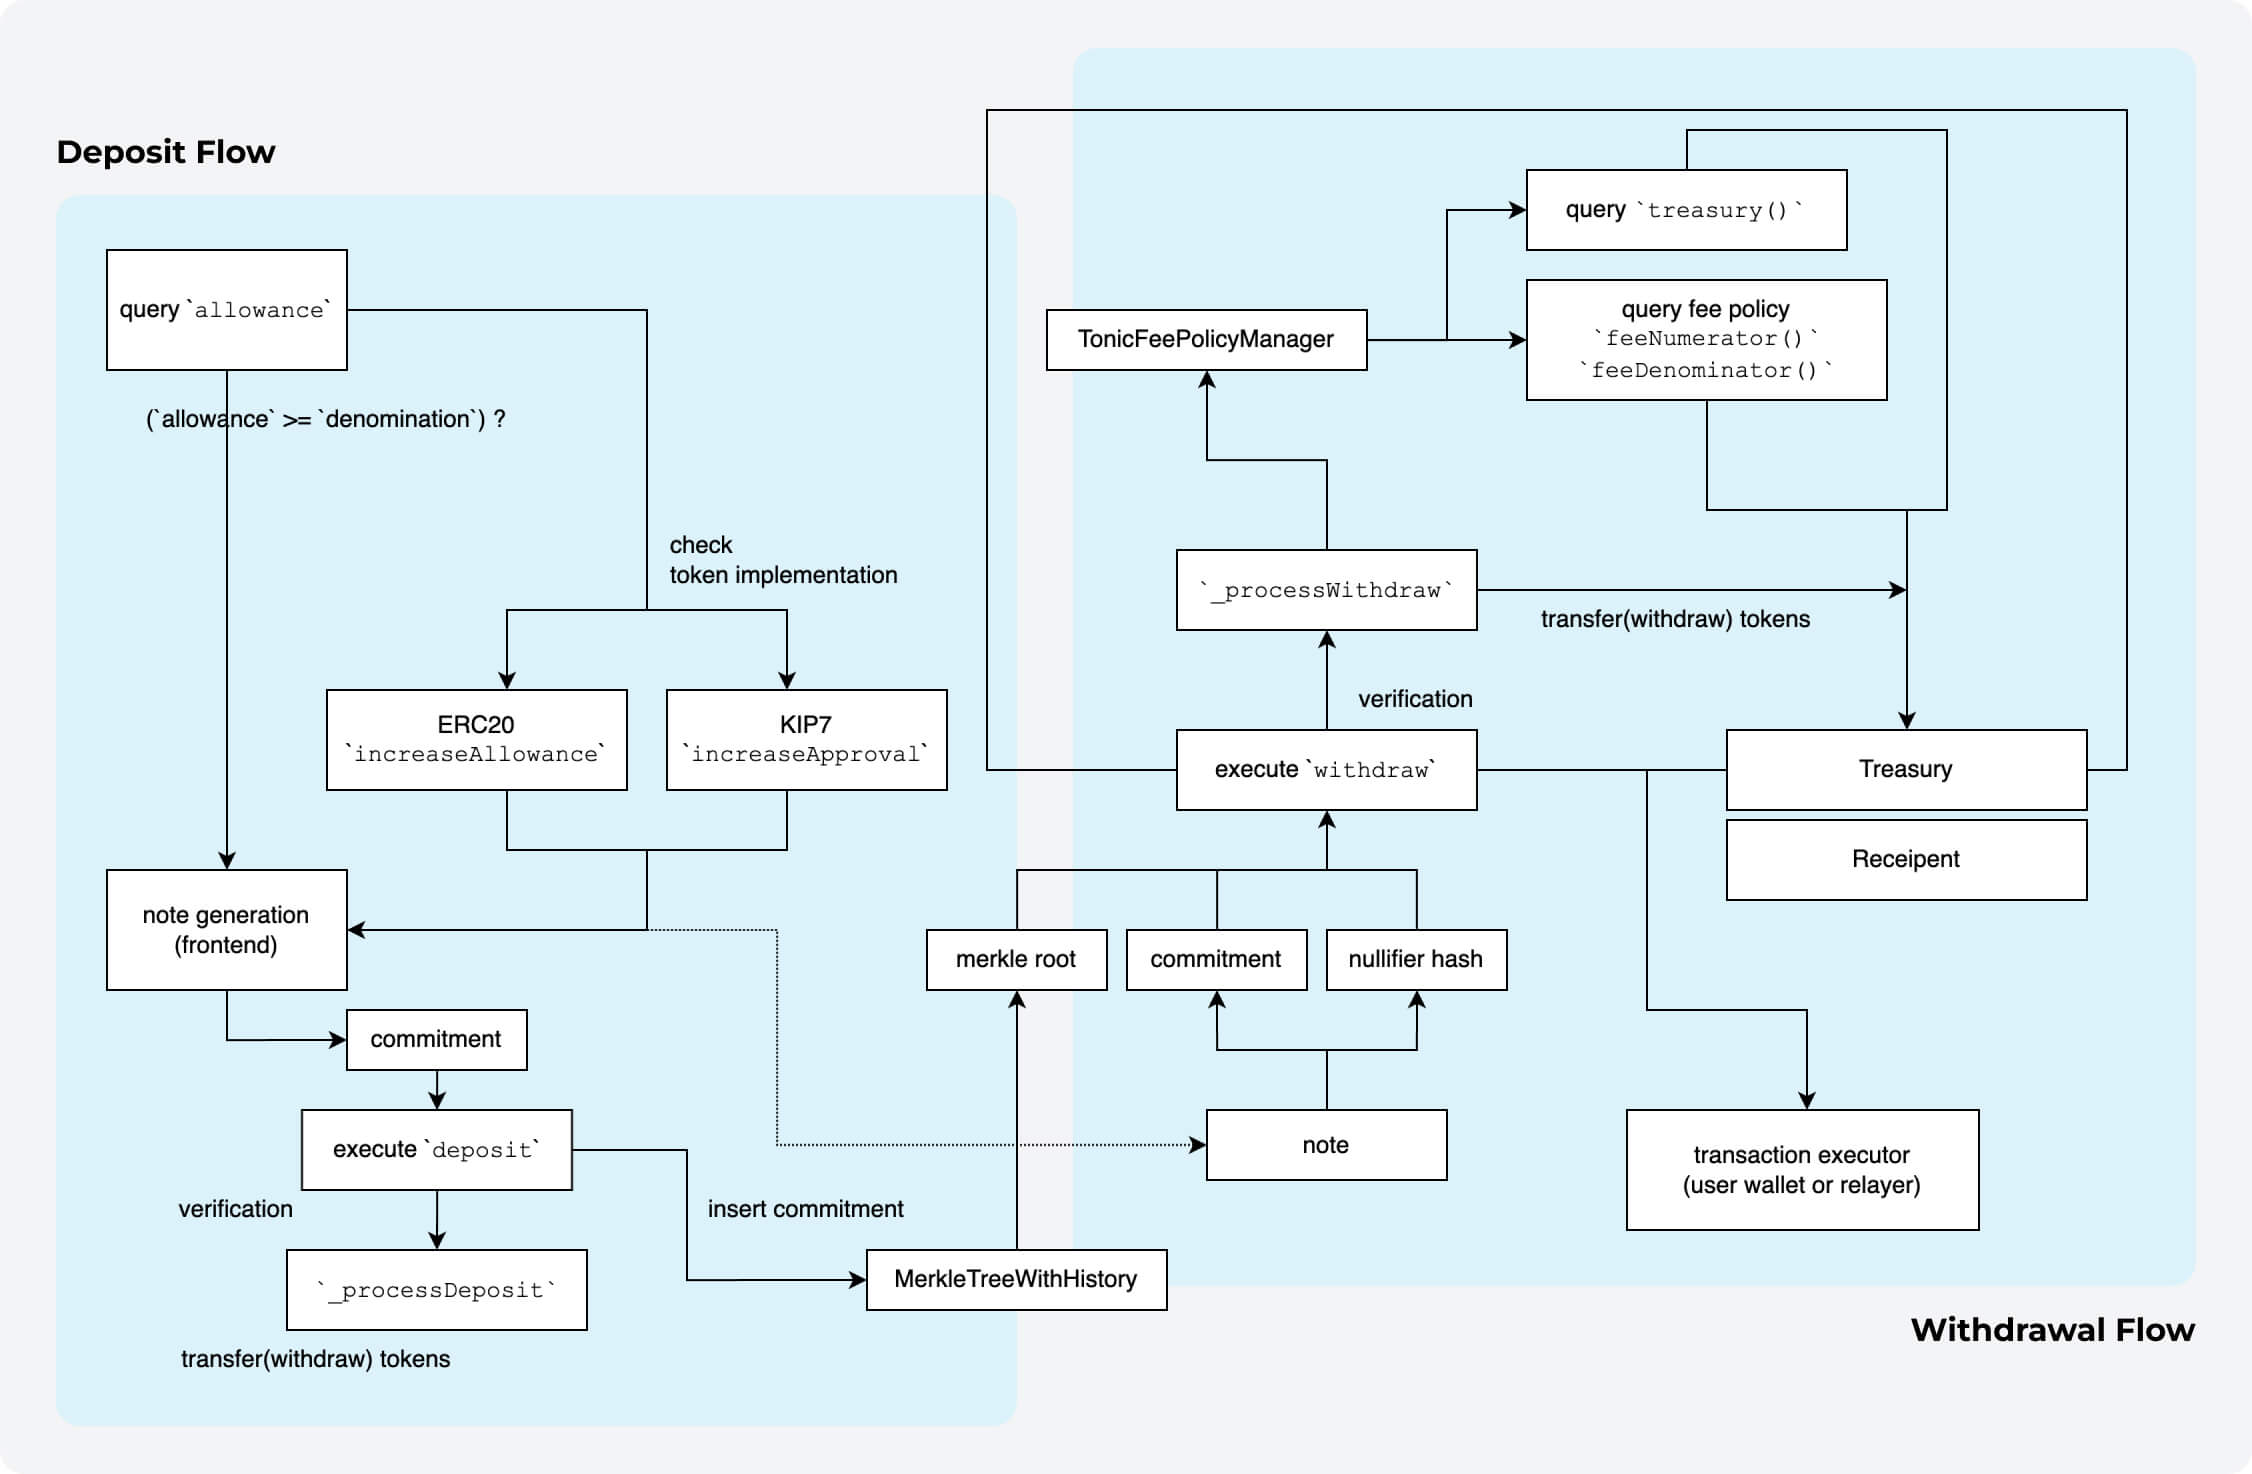 Deposit Flow
query `allowance`
(`allowance` >= `denomination`) ?
check
token implementation
ERC20
`increaseAllowance`
KIP7
`increaseApproval`
note generation
(frontend)
commitment
execute `deposit`
verification
insert commitment
`_processDeposit`
transfer(withdraw) tokens
MerkleTreeWithHistory
query `treasury()`
query fee policy
`feeNumerator()`
`feeDenominator()`
TonicFeePolicyManager
`_processWithdraw`
transfer(withdraw) tokens
verification
execute `withdraw`
Treasury
Receipent
merkle root
commitment
nullifier hash
note
transaction executor
(user wallet or relayer)
Withdrawal Flow